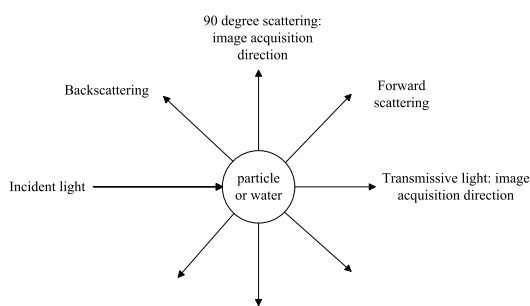 90 degree scattering:
image acquisition
direction
Backscattering
Forward
scattering
Incident light
particle
or water
Transmissive light: image
acquisition direction